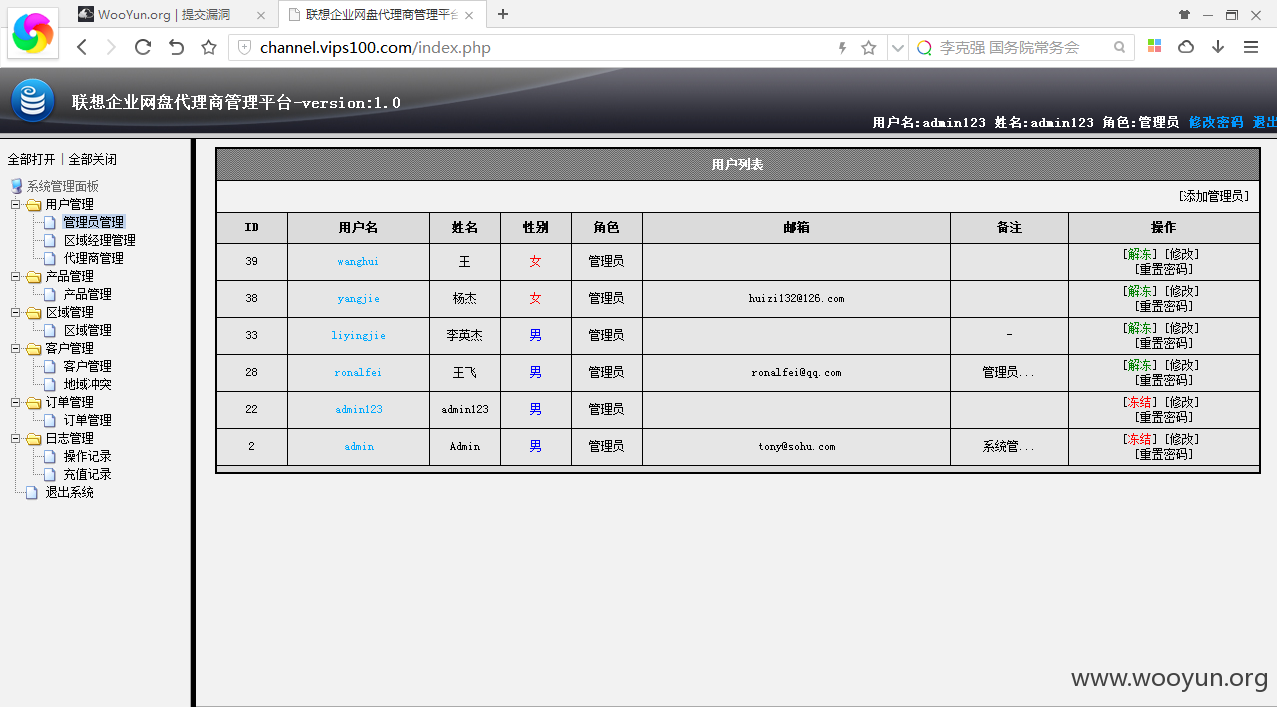 WooYun.org | 提交漏洞
联想企业网盘代理商管理平台
channel.vips100.com/index.php
李克强 国务院常务会
联想企业网盘代理商管理平台-version:1.0
用户名:admin123 姓名:admin123 角色:管理员 修改密码 退出
全部打开 | 全部关闭
系统管理面板
用户管理
管理员管理
区域经理管理
代理商管理
产品管理
产品管理
区域管理
区域管理
客户管理
客户管理
地域冲突
订单管理
订单管理
日志管理
操作记录
充值记录
退出系统
用户列表
[添加管理员]
ID 用户名 姓名 性别 角色 邮箱 备注 操作
39 wanghui 王 女 管理员 [解冻] [修改]
[重置密码]
38 yangjie 杨杰 女 管理员 huizi132@126.com [解冻] [修改]
[重置密码]
33 liyingjie 李英杰 男 管理员 - [解冻] [修改]
[重置密码]
28 ronalfei 王飞 男 管理员 ronalfei@qq.com 管理员... [解冻] [修改]
[重置密码]
22 admin123 admin123 男 管理员 [冻结] [修改]
[重置密码]
2 admin Admin 男 管理员 tony@sohu.com 系统管... [冻结] [修改]
[重置密码]
www.wooyun.org